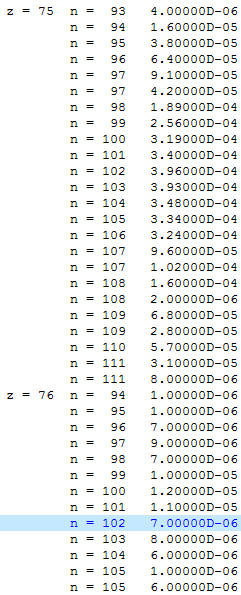 z = 75 n = 93 4.00000D-06
n = 94 1.60000D-05
n = 95 3.80000D-05
n = 96 6.40000D-05
n = 97 9.10000D-05
n = 97 4.20000D-05
n = 98 1.89000D-04
n = 99 2.56000D-04
n = 100 3.19000D-04
n = 101 3.40000D-04
n = 102 3.96000D-04
n = 103 3.93000D-04
n = 104 3.48000D-04
n = 105 3.34000D-04
n = 106 3.24000D-04
n = 107 9.60000D-05
n = 107 1.02000D-04
n = 108 1.60000D-04
n = 108 2.00000D-06
n = 109 6.80000D-05
n = 109 2.80000D-05
n = 110 5.70000D-05
n = 111 3.10000D-05
n = 111 8.00000D-06
z = 76 n = 94 1.00000D-06
n = 95 1.00000D-06
n = 96 7.00000D-06
n = 97 9.00000D-06
n = 98 7.00000D-06
n = 99 1.00000D-05
n = 100 1.20000D-05
n = 101 1.10000D-05
n = 102 7.00000D-06
n = 103 8.00000D-06
n = 104 6.00000D-06
n = 105 1.00000D-06
n = 105 6.00000D-06